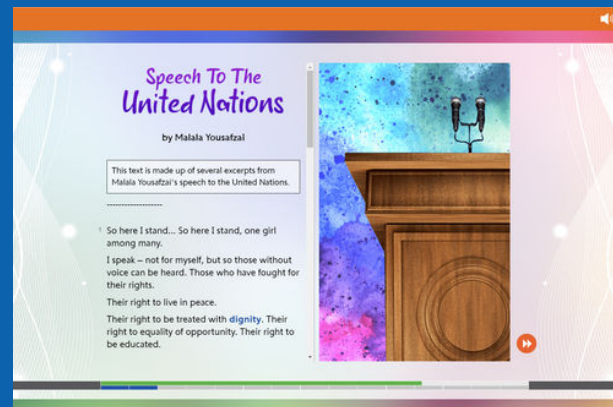 Speech To The
United Nations
by Malala Yousafzai
This text is made up of several excerpts from
Malala Yousafzai's speech to the United Nations.
--------------------
1 So here I stand... So here I stand, one girl
among many.
I speak – not for myself, but so those without
voice can be heard. Those who have fought for
their rights.
Their right to live in peace.
Their right to be treated with dignity. Their
right to equality of opportunity. Their right to
be educated.